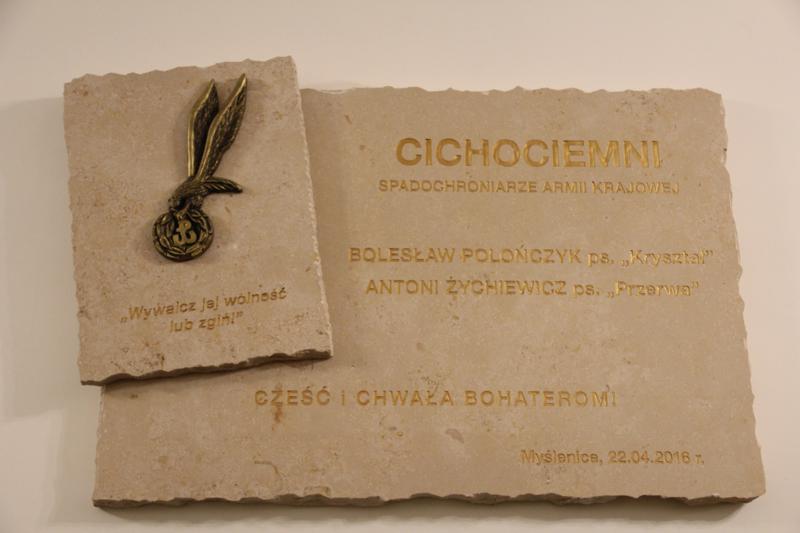 „Wywalcz jej wolność
lub zgiń!”
CICHOCIEMNI
SPADOCHRONIARZE ARMII KRAJOWEJ
BOLESŁAW POLOŃCZYK ps. „Kryształ”
ANTONI ŻYCHIEWICZ ps. „Przerwa”
CZEŚĆ I CHWAŁA BOHATEROM!
Myślenice, 22.04.2016 r.